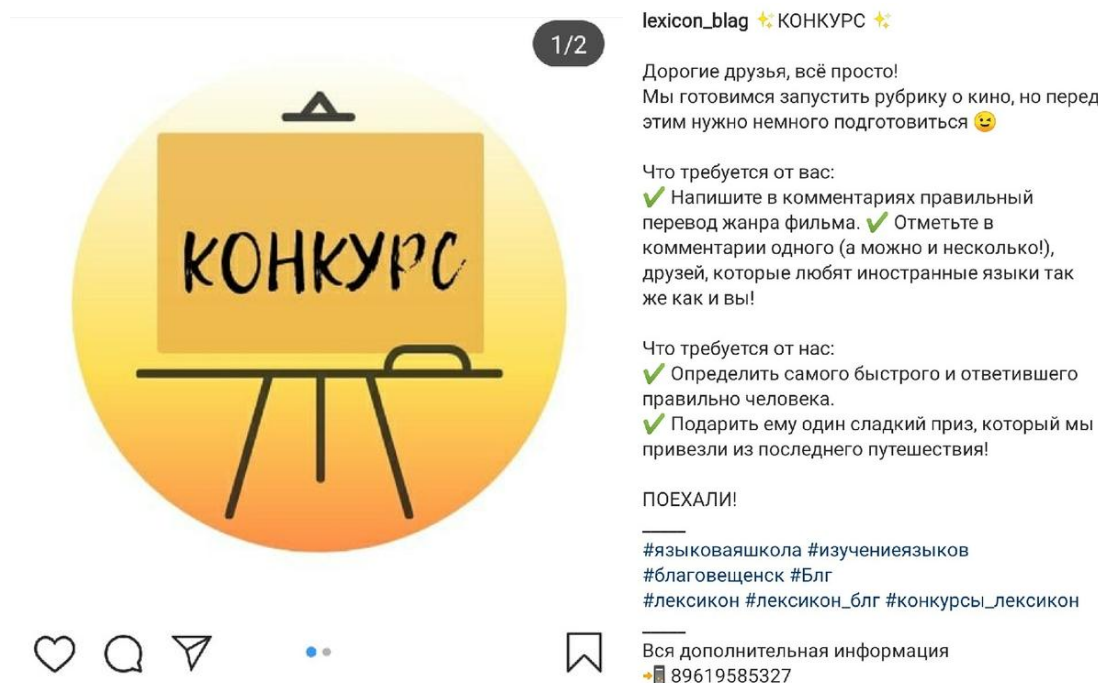 1/2
КОНКУРС
lexicon_blag ✨ КОНКУРС ✨
Дорогие друзья, всё просто!
Мы готовимся запустить рубрику о кино, но перед
этим нужно немного подготовиться 😉
Что требуется от вас:
✔️ Напишите в комментариях правильный
перевод жанра фильма. ✔️ Отметьте в
комментарии одного (а можно и несколько!),
друзей, которые любят иностранные языки так
же как и вы!
Что требуется от нас:
✔️ Определить самого быстрого и ответившего
правильно человека.
✔️ Подарить ему один сладкий приз, который мы
привезли из последнего путешествия!
ПОЕХАЛИ!
____
#языковаяшкола #изучениеязыков
#благовещенск #Блг
#лексикон #лексикон_блг #конкурсы_лексикон
____
Вся дополнительная информация
📲 89619585327